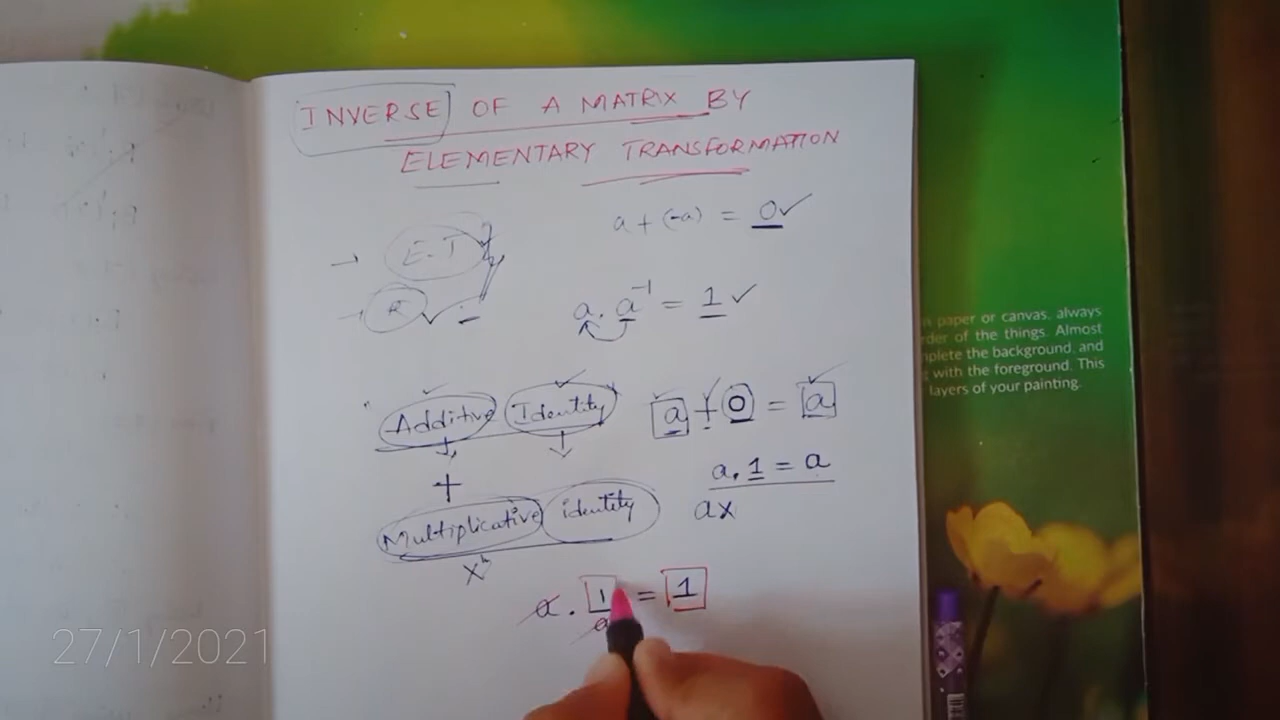 INVERSE OF A MATRIX BY
ELEMENTARY TRANSFORMATION
a + (-a) = 0 ✓
→ E.T
→ R ✓
a . a⁻¹ = 1 ✓
Additive Identity
a + 0 = a
+
a . 1 = a
Multiplicative identity
ax
xⁿ
a . 1/a = 1
paper or canvas, always
of the things. Almost
the background, and
with the foreground. This
layers of your painting.
27/1/2021